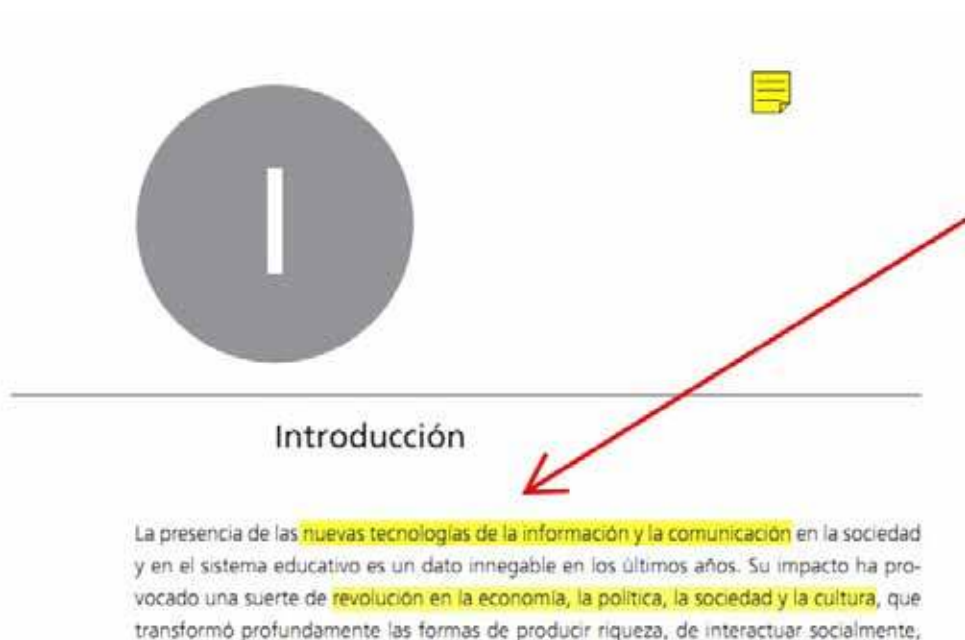 I
Introducción
La presencia de las nuevas tecnologías de la información y la comunicación en la sociedad
y en el sistema educativo es un dato innegable en los últimos años. Su impacto ha pro-
vocado una suerte de revolución en la economía, la política, la sociedad y la cultura, que
transformó profundamente las formas de producir riqueza, de interactuar socialmente,